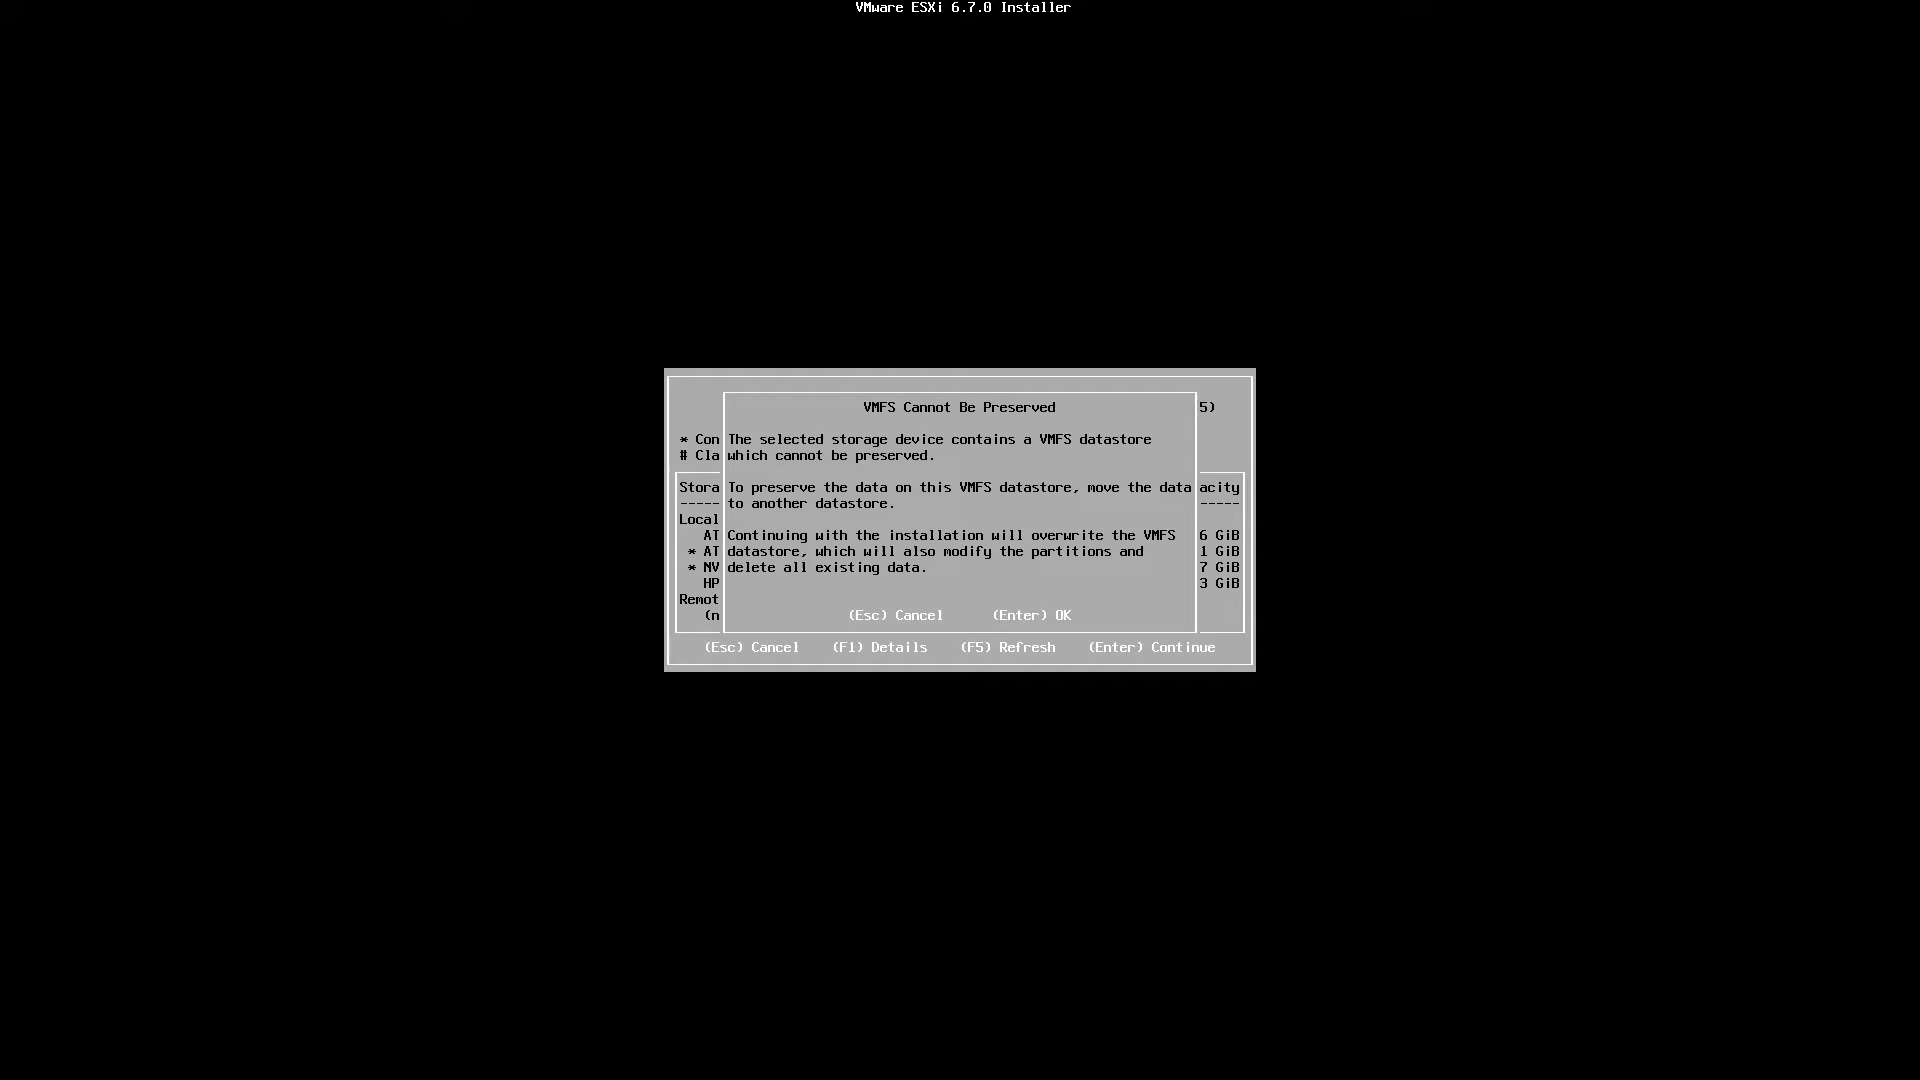 VMware ESXi 6.7.0 Installer
VMFS Cannot Be Preserved
5)
* Con
The selected storage device contains a VMFS datastore
# Cla
which cannot be preserved.
Stora
To preserve the data on this VMFS datastore, move the data
acity
-----
to another datastore.
-----
Local
AT
Continuing with the installation will overwrite the VMFS
6 GiB
* AT
datastore, which will also modify the partitions and
1 GiB
* NV
delete all existing data.
7 GiB
HP
3 GiB
Remot
(n
(Esc) Cancel (Enter) OK
(Esc) Cancel (F1) Details (F5) Refresh (Enter) Continue